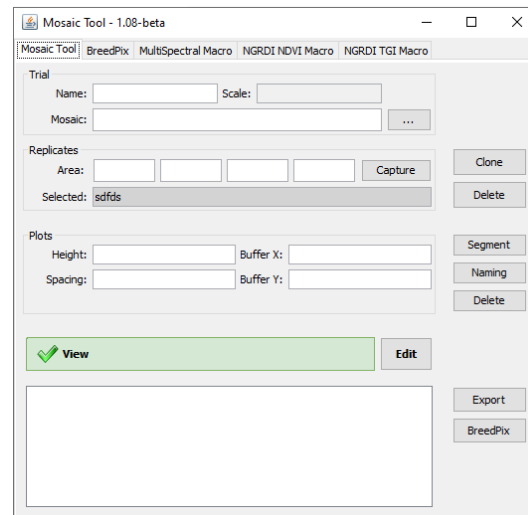 Mosaic Tool - 1.08-beta
Mosaic Tool BreedPix MultiSpectral Macro NGRDI NDVI Macro NGRDI TGI Macro
Trial
Name: Scale:
Mosaic: ...
Replicates
Area: Capture
Selected: sdfds
Clone
Delete
Plots
Height: Buffer X:
Spacing: Buffer Y:
Segment
Naming
Delete
View Edit
Export
BreedPix